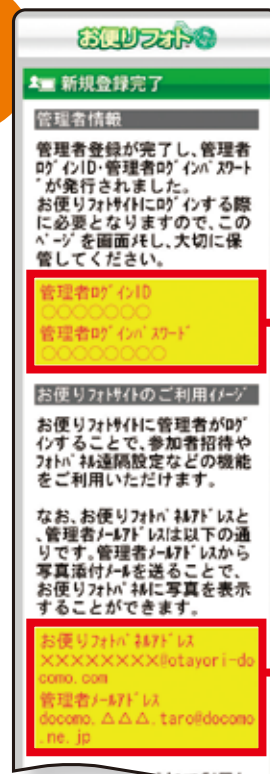 お便りフォト
新規登録完了
管理者情報
管理者登録が完了し、管理者
ﾛｸﾞｲﾝID･管理者ﾛｸﾞｲﾝﾊﾟｽﾜｰﾄ
ﾞが発行されました。
お便りﾌｫﾄｻｲﾄにﾛｸﾞｲﾝする際
に必要となりますので、この
ﾍﾟｰｼﾞを画面ﾒﾓし、大切に保
管してください。
管理者ﾛｸﾞｲﾝID
○○○○○○○
管理者ﾛｸﾞｲﾝﾊﾟｽﾜｰﾄﾞ
○○○○○○○○
お便りﾌｫﾄｻｲﾄのご利用ｲﾒｰｼﾞ
お便りﾌｫﾄｻｲﾄに管理者がﾛｸﾞ
ｲﾝすることで、参加者招待や
ﾌｫﾄﾊﾟﾈﾙ遠隔設定などの機能
をご利用いただけます。
なお、お便りﾌｫﾄﾊﾟﾈﾙｱﾄﾞﾚｽと
、管理者ﾒｰﾙｱﾄﾞﾚｽは以下の通
りです。管理者ﾒｰﾙｱﾄﾞﾚｽから
写真添付ﾒｰﾙを送ることで、
お便りﾌｫﾄﾊﾟﾈﾙに写真を表示
することができます。
お便りﾌｫﾄﾊﾟﾈﾙｱﾄﾞﾚｽ
××××××××@otayori-do
como.com
管理者ﾒｰﾙｱﾄﾞﾚｽ
docomo.△△△.taro@docomo
.ne.jp